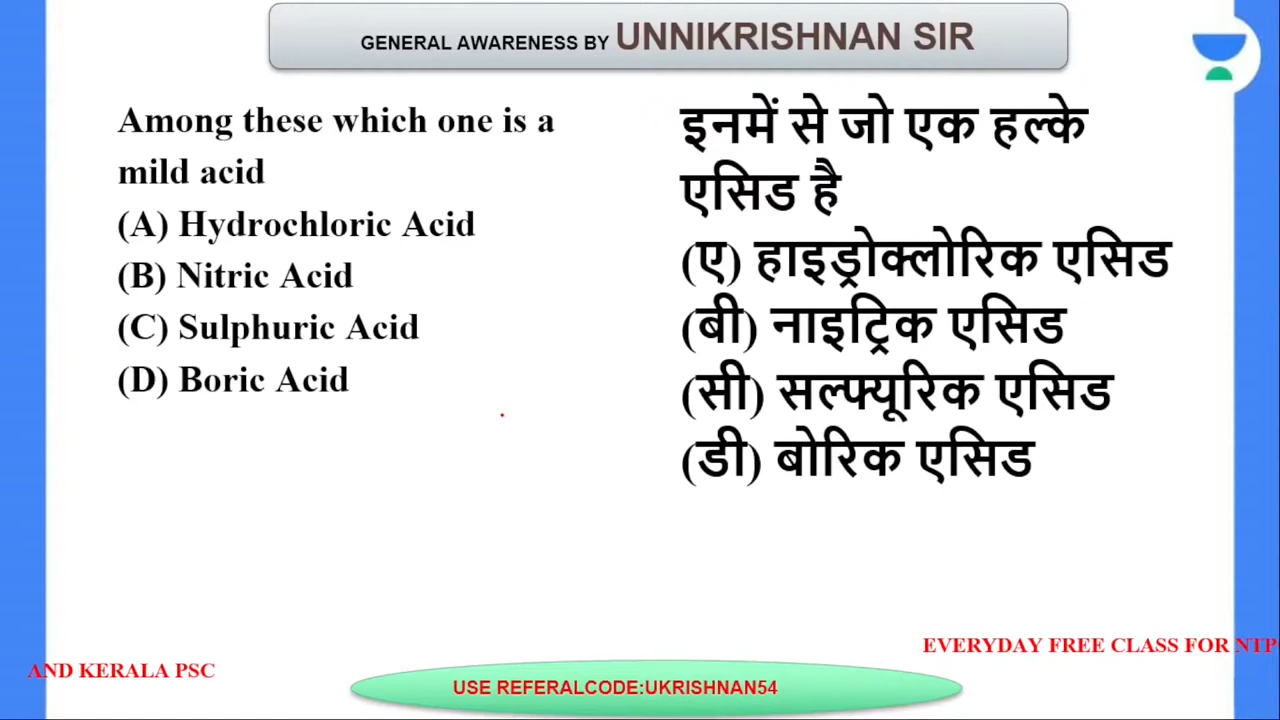 GENERAL AWARENESS BY UNNIKRISHNAN SIR
Among these which one is a
mild acid
(A) Hydrochloric Acid
(B) Nitric Acid
(C) Sulphuric Acid
(D) Boric Acid
इनमें से जो एक हल्के
एसिड है
(ए) हाइड्रोक्लोरिक एसिड
(बी) नाइट्रिक एसिड
(सी) सल्फ्यूरिक एसिड
(डी) बोरिक एसिड
EVERYDAY FREE CLASS FOR NTP
AND KERALA PSC
USE REFERALCODE:UKRISHNAN54